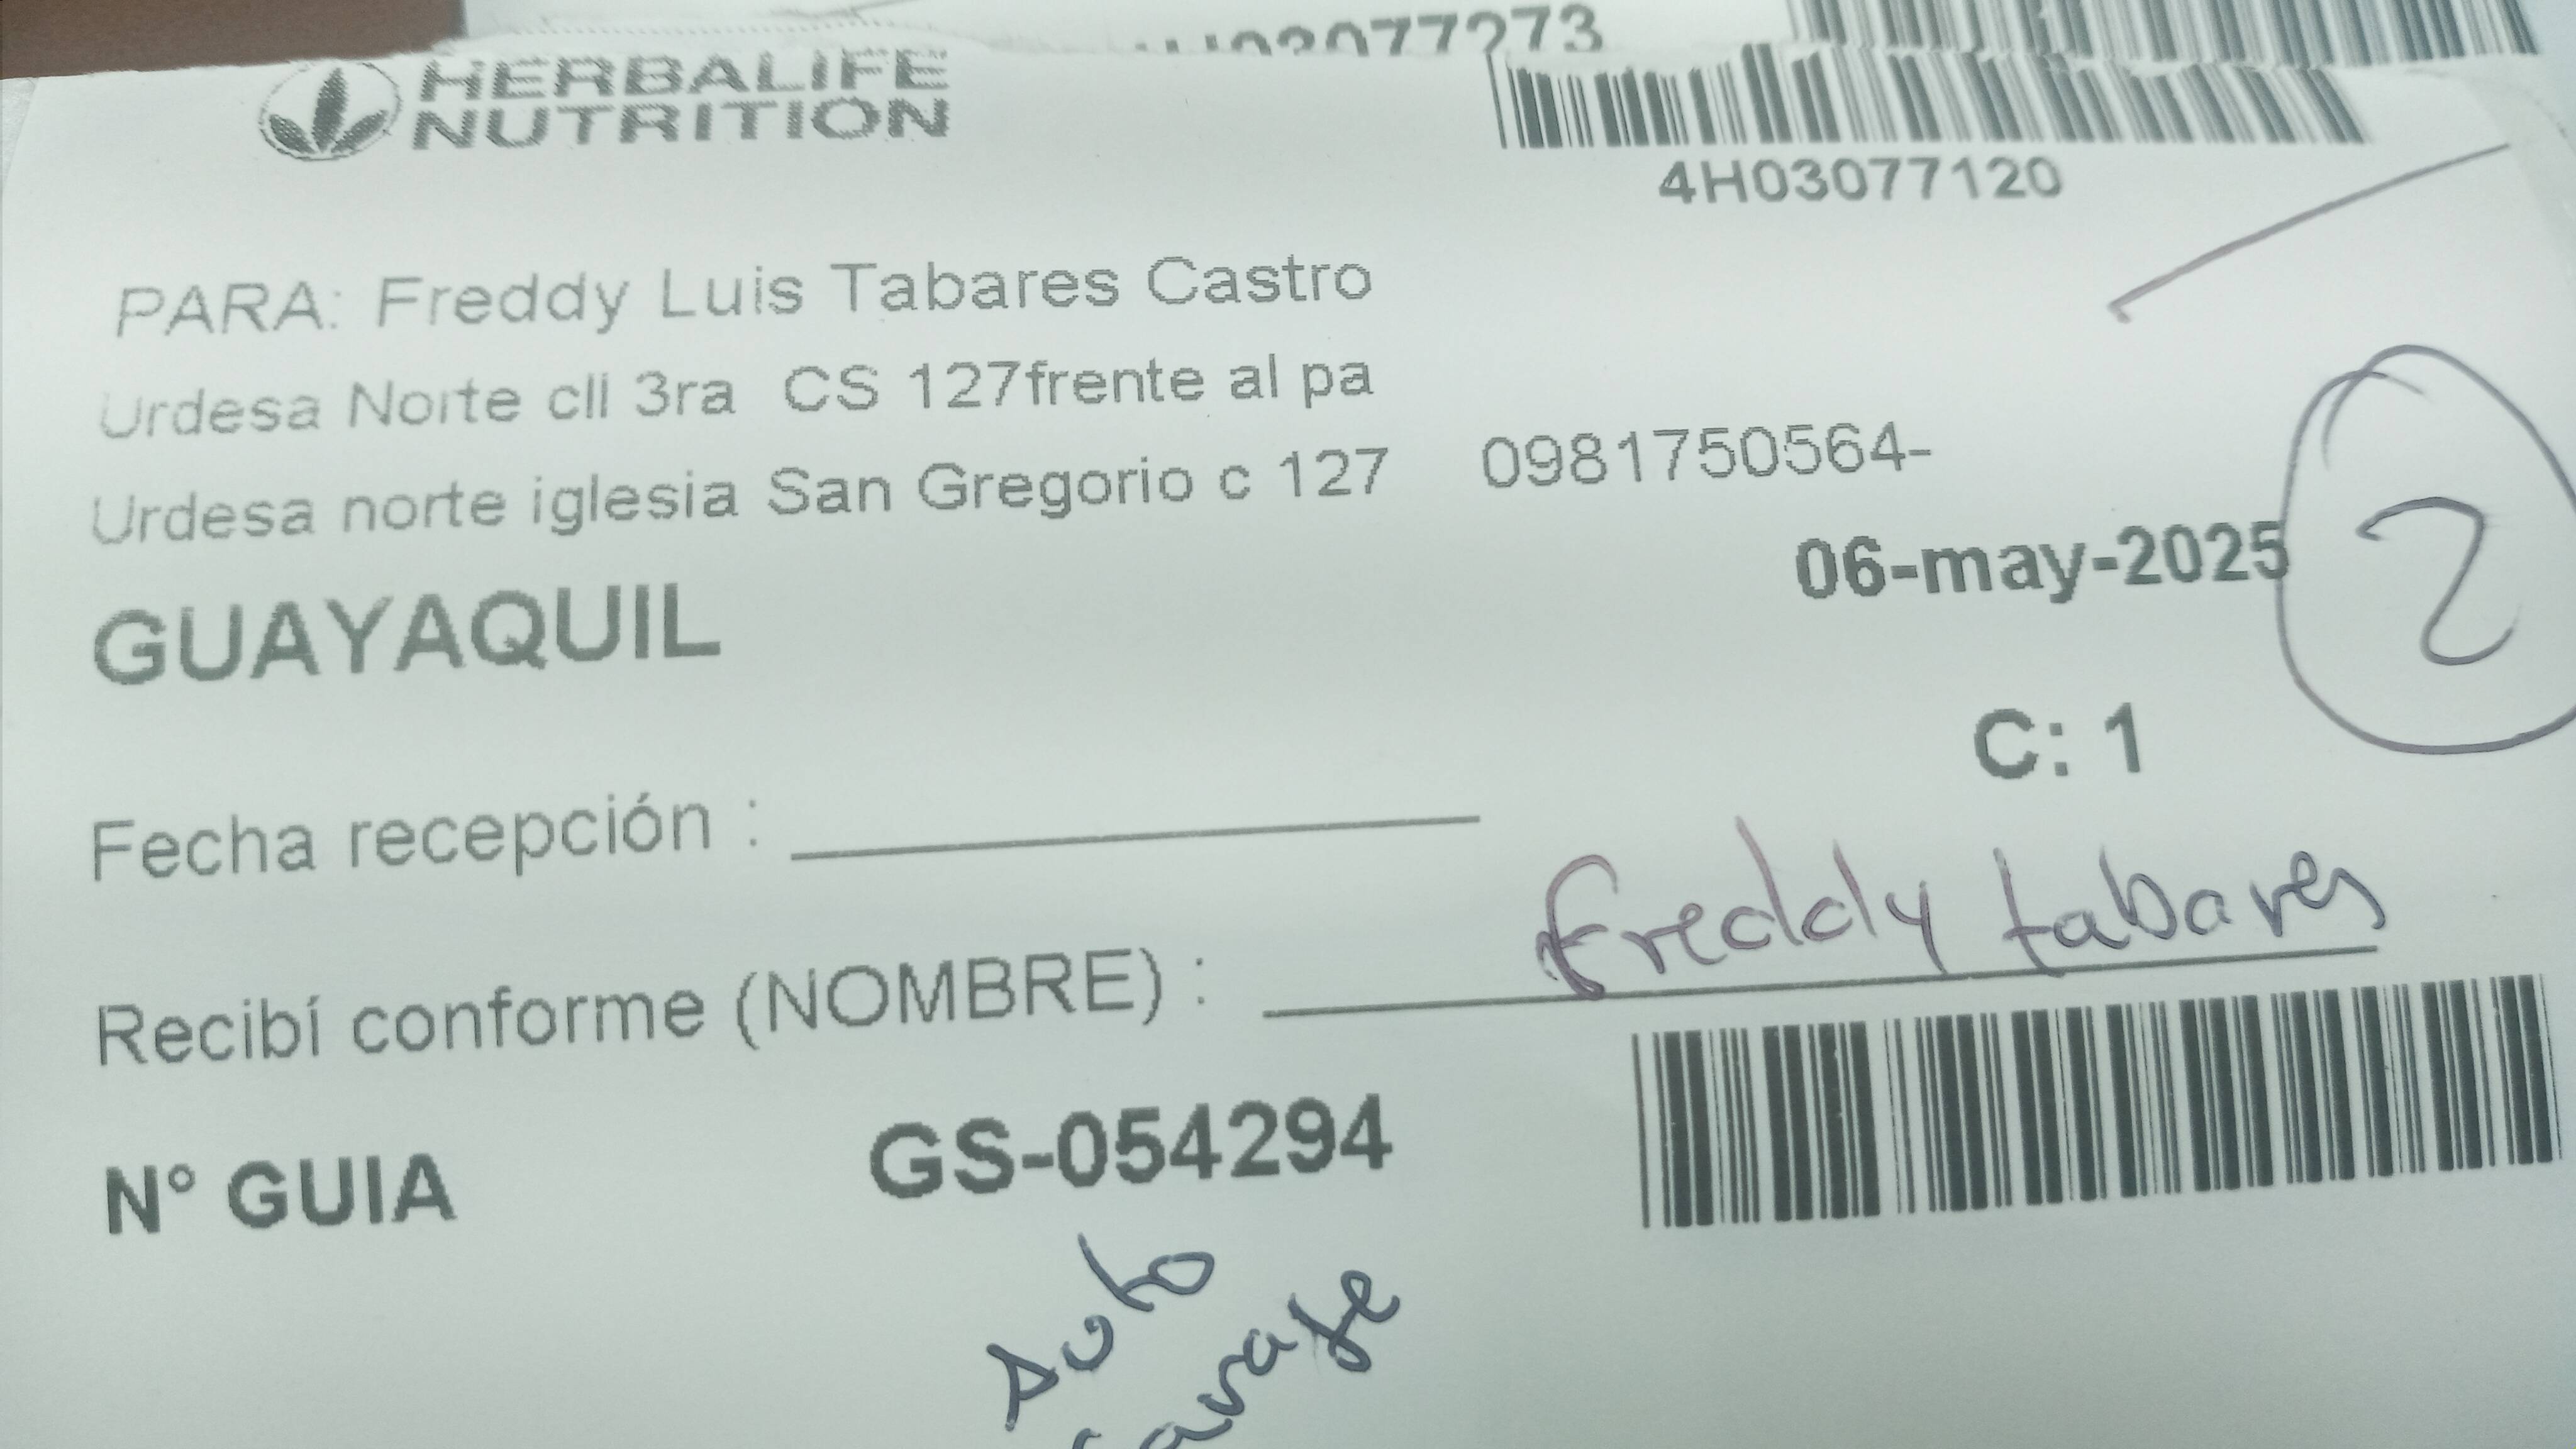 HERBALIFE
NUTRITION
4H03077120
PARA: Freddy Luis Tabares Castro
Urdesa Norte cll 3ra CS 127frente al pa
Urdesa norte iglesia San Gregorio c 127 0981750564-
GUAYAQUIL
06-may-2025
2
C: 1
Fecha recepción :
Recibí conforme (NOMBRE) : freddy tabares
N° GUIA GS-054294
Auto